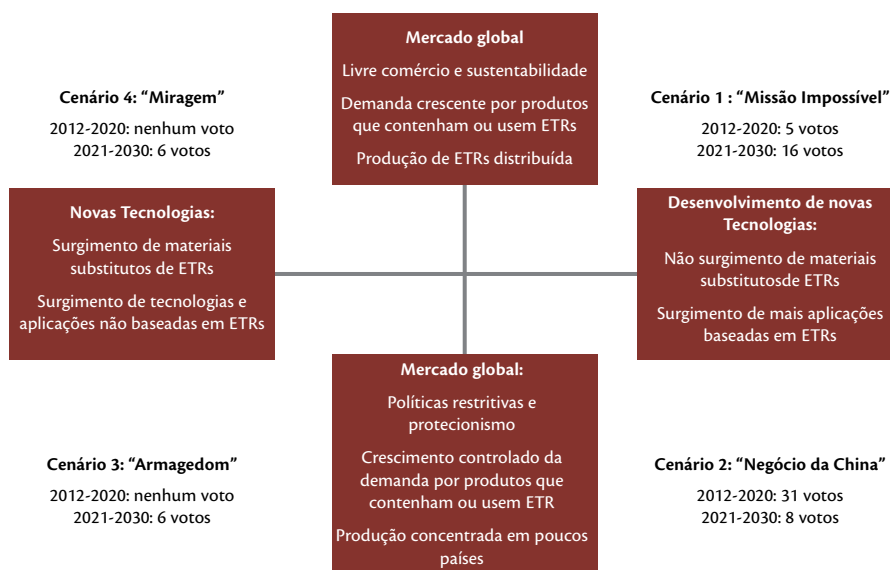 Mercado global
Livre comércio e sustentabilidade
Demanda crescente por produtos
que contenham ou usem ETRs
Produção de ETRs distribuída
Cenário 4: “Miragem”
2012-2020: nenhum voto
2021-2030: 6 votos
Cenário 1 : “Missão Impossível”
2012-2020: 5 votos
2021-2030: 16 votos
Novas Tecnologias:
Surgimento de materiais
substitutos de ETRs
Surgimento de tecnologias e
aplicações não baseadas em ETRs
Desenvolvimento de novas
Tecnologias:
Não surgimento de materiais
substitutosde ETRs
Surgimento de mais aplicações
baseadas em ETRs
Mercado global:
Políticas restritivas e
protecionismo
Crescimento controlado da
demanda por produtos que
contenham ou usem ETR
Produção concentrada em poucos
países
Cenário 3: “Armagedom”
2012-2020: nenhum voto
2021-2030: 6 votos
Cenário 2: “Negócio da China”
2012-2020: 31 votos
2021-2030: 8 votos